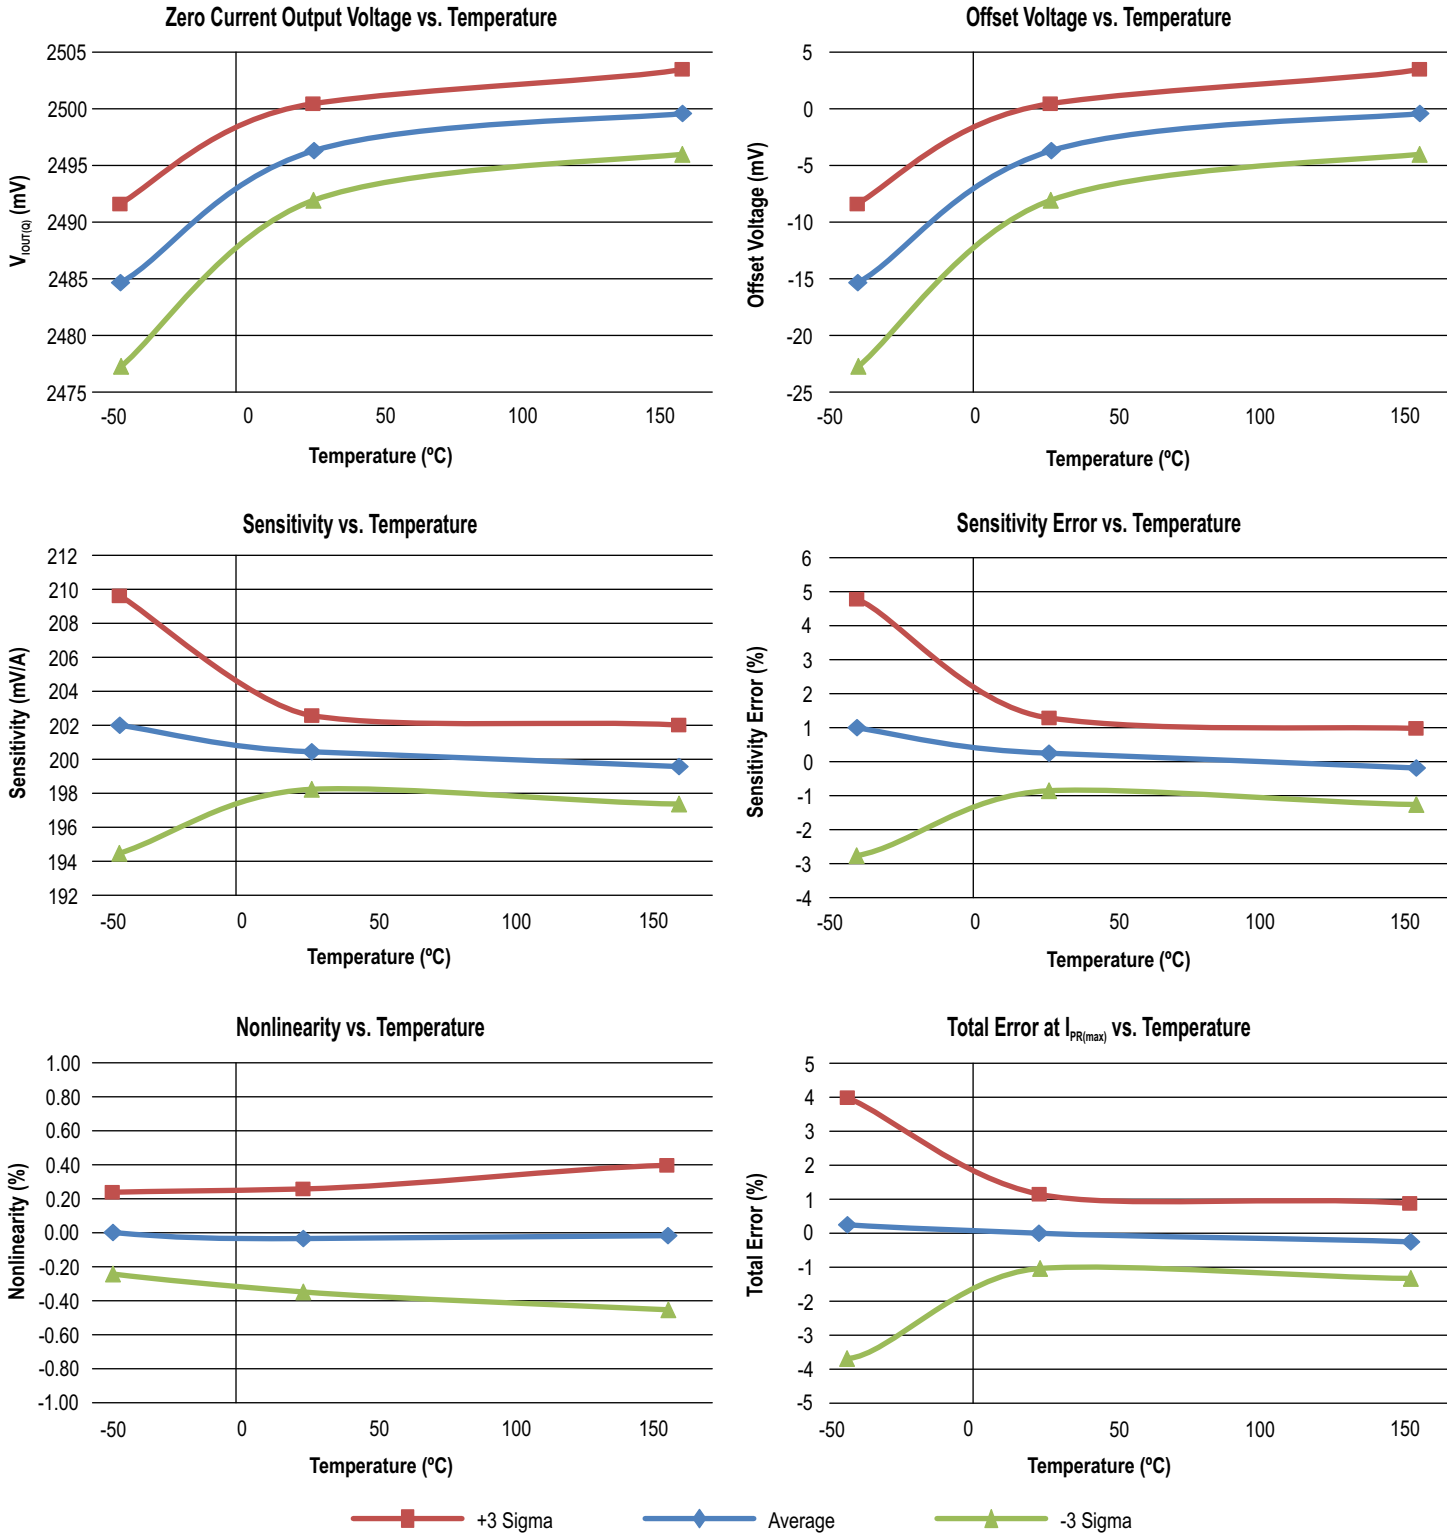 Zero Current Output Voltage vs. Temperature
V_IOUT(Q) (mV)
2505
2500
2495
2490
2485
2480
2475
-50 0 50 100 150
Temperature (ºC)
Offset Voltage vs. Temperature
Offset Voltage (mV)
5
0
-5
-10
-15
-20
-25
-50 0 50 100 150
Temperature (ºC)
Sensitivity vs. Temperature
Sensitivity (mV/A)
212
210
208
206
204
202
200
198
196
194
192
-50 0 50 100 150
Temperature (ºC)
Sensitivity Error vs. Temperature
Sensitivity Error (%)
6
5
4
3
2
1
0
-1
-2
-3
-4
-50 0 50 100 150
Temperature (ºC)
Nonlinearity vs. Temperature
Nonlinearity (%)
1.00
0.80
0.60
0.40
0.20
0.00
-0.20
-0.40
-0.60
-0.80
-1.00
-50 0 50 100 150
Temperature (ºC)
Total Error at I_PR(max) vs. Temperature
Total Error (%)
5
4
3
2
1
0
-1
-2
-3
-4
-5
-50 0 50 100 150
Temperature (ºC)
+3 Sigma Average -3 Sigma